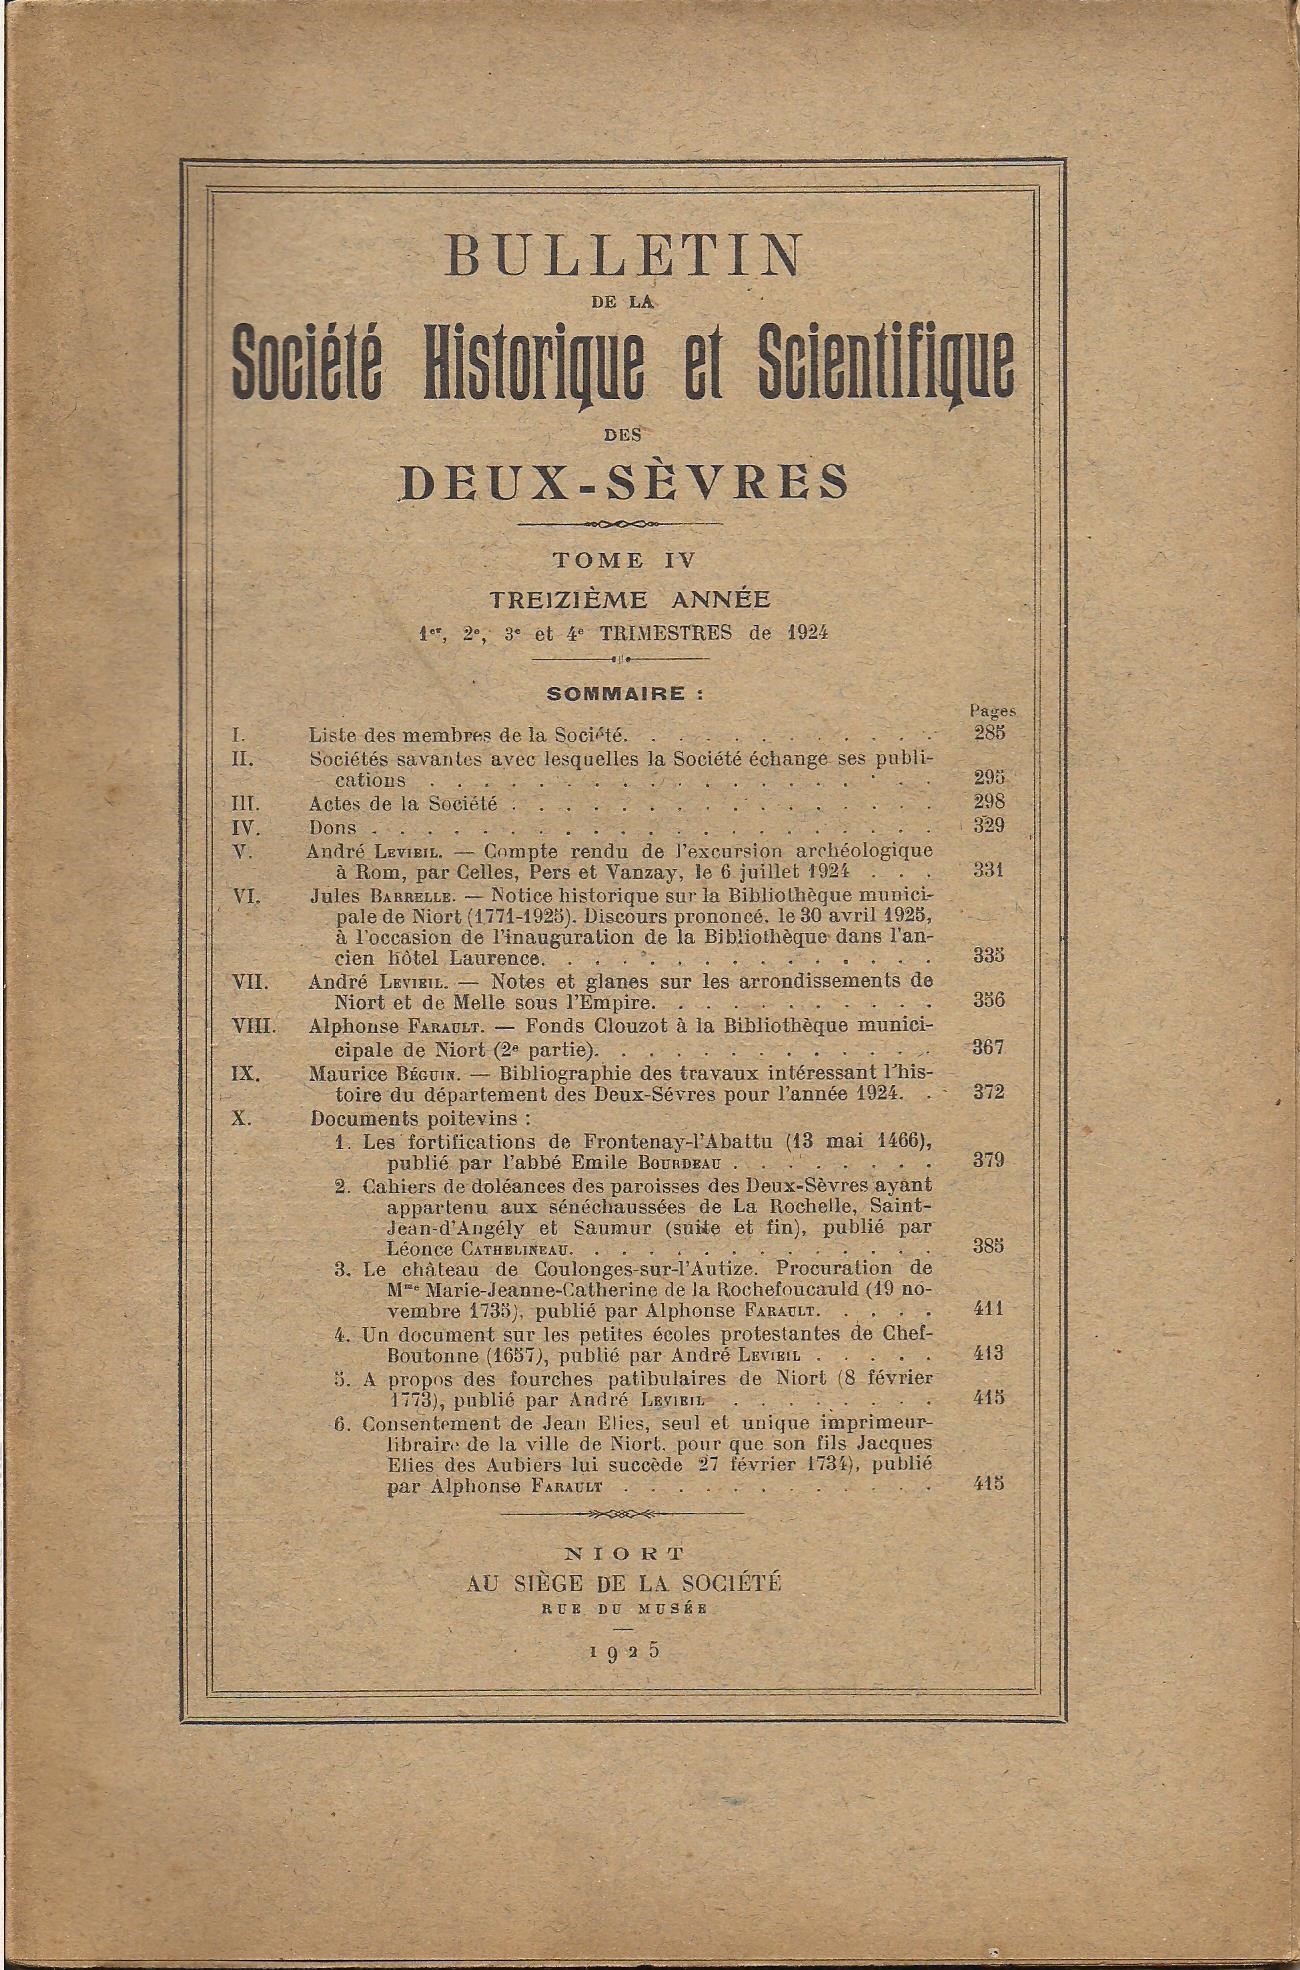 BULLETIN
DE LA
Société Historique et Scientifique
DES
DEUX-SÈVRES
TOME IV
TREIZIÈME ANNÉE
1er, 2e, 3e et 4e TRIMESTRES de 1924
SOMMAIRE :
Pages
I. Liste des membres de la Société. . . . . . . . . . . . 285
II. Sociétés savantes avec lesquelles la Société échange ses publi-
cations . . . . . . . . . . . . . . . . . . 295
III. Actes de la Société . . . . . . . . . . . . . . . . 298
IV. Dons . . . . . . . . . . . . . . . . . . . . . 329
V. André LEVIEIL. — Compte rendu de l'excursion archéologique
à Rom, par Celles, Pers et Vanzay, le 6 juillet 1924 . . . 331
VI. Jules BARRELLE. — Notice historique sur la Bibliothèque munici-
pale de Niort (1771-1925). Discours prononcé, le 30 avril 1925,
à l'occasion de l'inauguration de la Bibliothèque dans l'an-
cien hôtel Laurence. . . . . . . . . . . . . . . 335
VII. André LEVIEIL. — Notes et glanes sur les arrondissements de
Niort et de Melle sous l'Empire. . . . . . . . . . . 356
VIII. Alphonse FARAULT. — Fonds Clouzot à la Bibliothèque munici-
cipale de Niort (2e partie). . . . . . . . . . . . . 367
IX. Maurice BÉGUIN. — Bibliographie des travaux intéressant l'his-
toire du département des Deux-Sèvres pour l'année 1924. . . 372
X. Documents poitevins :
1. Les fortifications de Frontenay-l'Abattu (13 mai 1466),
publié par l'abbé Emile BOURDEAU . . . . . . . . 379
2. Cahiers de doléances des paroisses des Deux-Sèvres ayant
appartenu aux sénéchaussées de La Rochelle, Saint-
Jean-d'Angély et Saumur (suite et fin), publié par
Léonce CATHELINEAU. . . . . . . . . . . . . . 385
3. Le château de Coulonges-sur-l'Autize. Procuration de
Mme Marie-Jeanne-Catherine de la Rochefoucauld (19 no-
vembre 1735), publié par Alphonse FARAULT. . . . . 411
4. Un document sur les petites écoles protestantes de Chef-
Boutonne (1657), publié par André LEVIEIL . . . . . 413
5. A propos des fourches patibulaires de Niort (8 février
1773), publié par André LEVIEIL . . . . . . . . 415
6. Consentement de Jean Elies, seul et unique imprimeur-
libraire de la ville de Niort, pour que son fils Jacques
Elies des Aubiers lui succède 27 février 1734), publié
par Alphonse FARAULT . . . . . . . . . . . . 415
NIORT
AU SIÈGE DE LA SOCIÉTÉ
RUE DU MUSÉE
1925